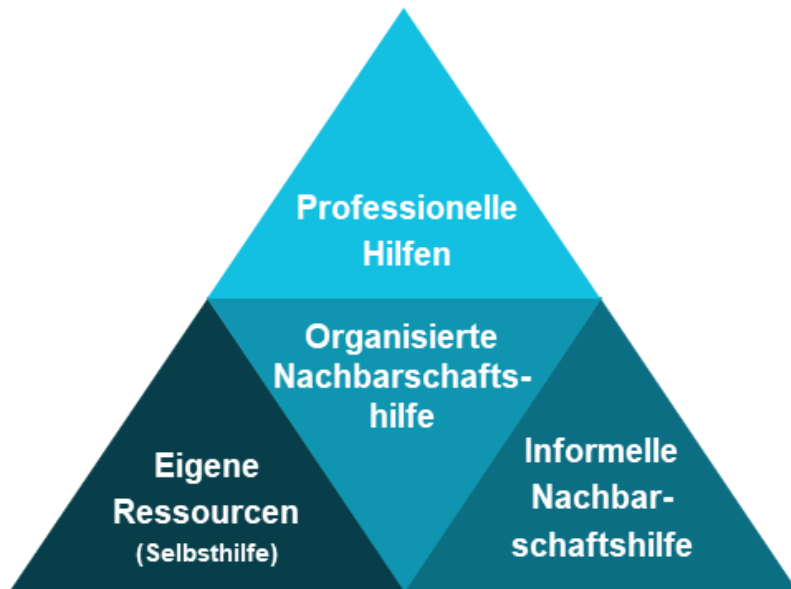 Professionelle
Hilfen
Organisierte
Nachbarschafts-
hilfe
Eigene
Ressourcen
(Selbsthilfe)
Informelle
Nachbar-
schaftshilfe